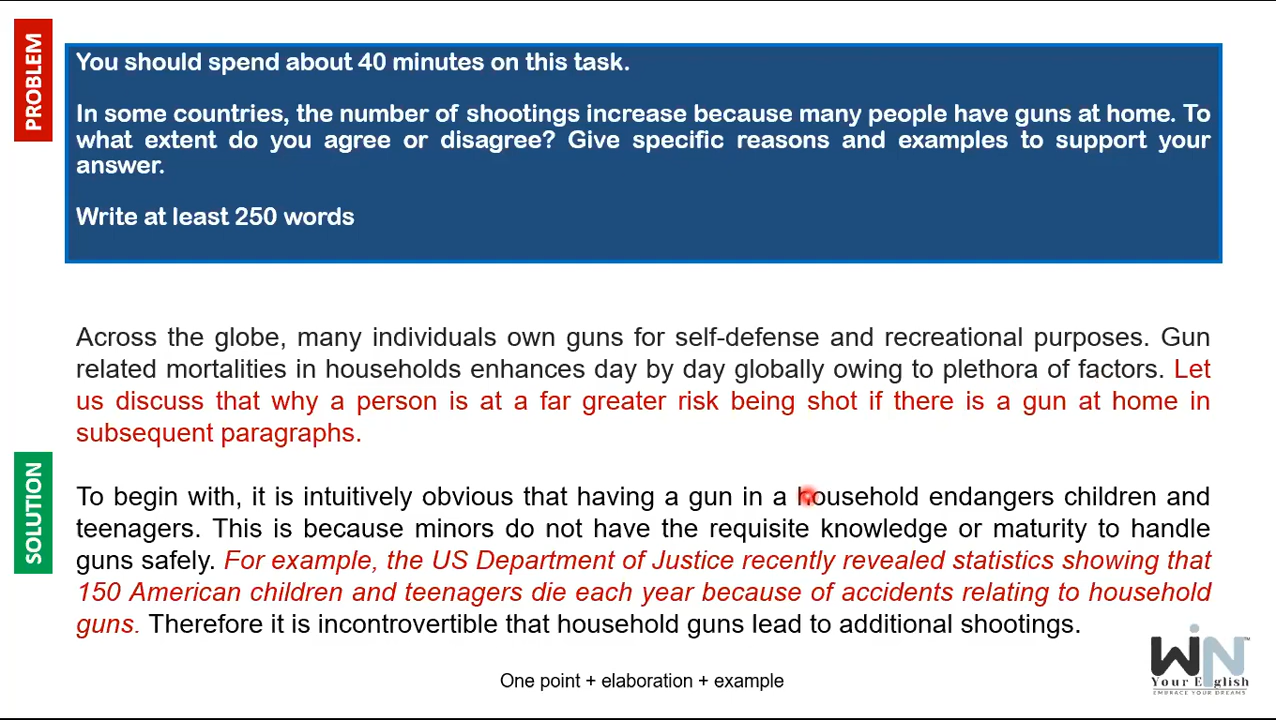 PROBLEM
You should spend about 40 minutes on this task.
In some countries, the number of shootings increase because many people have guns at home. To
what extent do you agree or disagree? Give specific reasons and examples to support your
answer.
Write at least 250 words
Across the globe, many individuals own guns for self-defense and recreational purposes. Gun
related mortalities in households enhances day by day globally owing to plethora of factors. Let
us discuss that why a person is at a far greater risk being shot if there is a gun at home in
subsequent paragraphs.
SOLUTION
To begin with, it is intuitively obvious that having a gun in a household endangers children and
teenagers. This is because minors do not have the requisite knowledge or maturity to handle
guns safely. For example, the US Department of Justice recently revealed statistics showing that
150 American children and teenagers die each year because of accidents relating to household
guns. Therefore it is incontrovertible that household guns lead to additional shootings.
One point + elaboration + example
WiN
Your English
EMBRACE YOUR DREAMS
TM